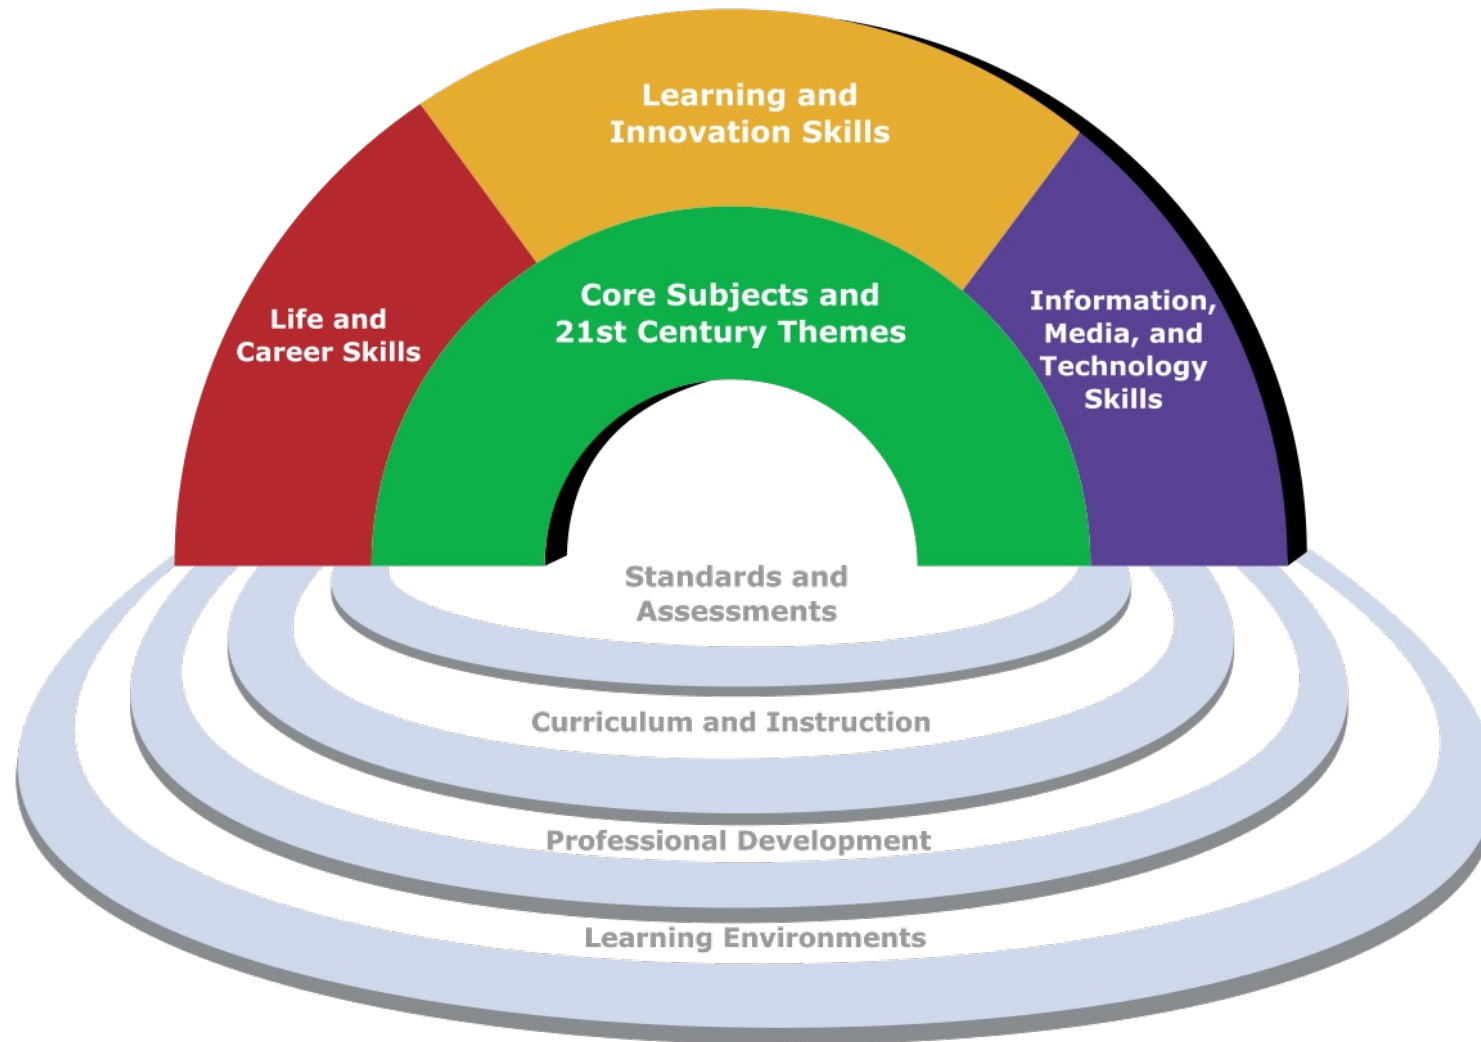 Learning and
Innovation Skills
Core Subjects and
21st Century Themes
Life and
Career Skills
Information,
Media, and
Technology
Skills
Standards and
Assessments
Curriculum and Instruction
Professional Development
Learning Environments